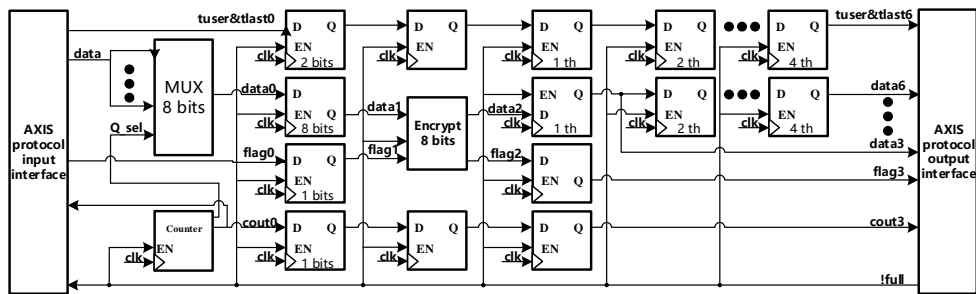 tuser&tlast0 D Q D Q D Q D Q D Q tuser&tlast6
EN EN EN EN EN
clk 2 bits clk clk 1 th clk 2 th clk 4 th
data
MUX
8 bits
data0 D Q data1 data2 EN Q D Q D Q data6
EN D EN EN
clk 8 bits clk 1 th clk 2 th clk 4 th
Encrypt
8 bits
Q_sel
AXIS
protocol
input
interface
AXIS
protocol
output
interface
data3
flag0 D Q flag1 flag2 D Q flag3
EN EN
clk 1 bits clk
Counter cout0 D Q D Q D Q cout3
EN EN EN EN
clk clk 1 bits clk clk
!full